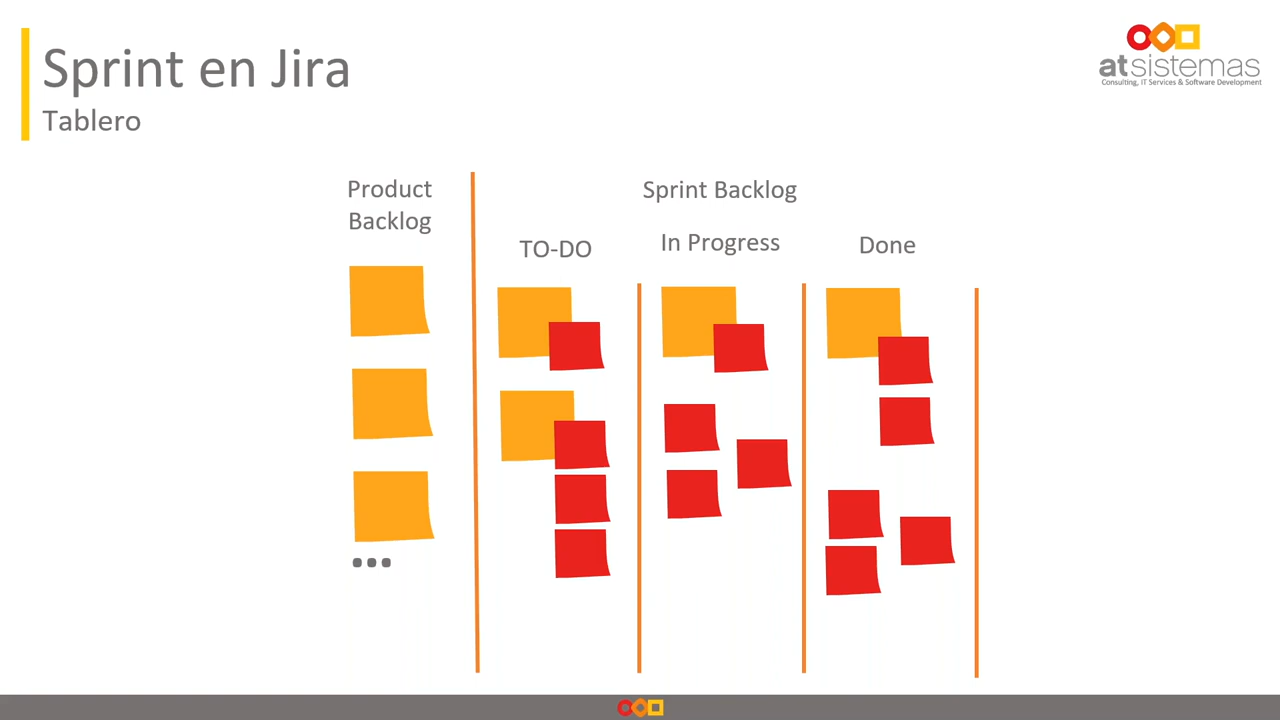 Sprint en Jira
Tablero
atsistemas
Consulting, IT Services & Software Development
Product
Backlog
Sprint Backlog
TO-DO
In Progress
Done
...